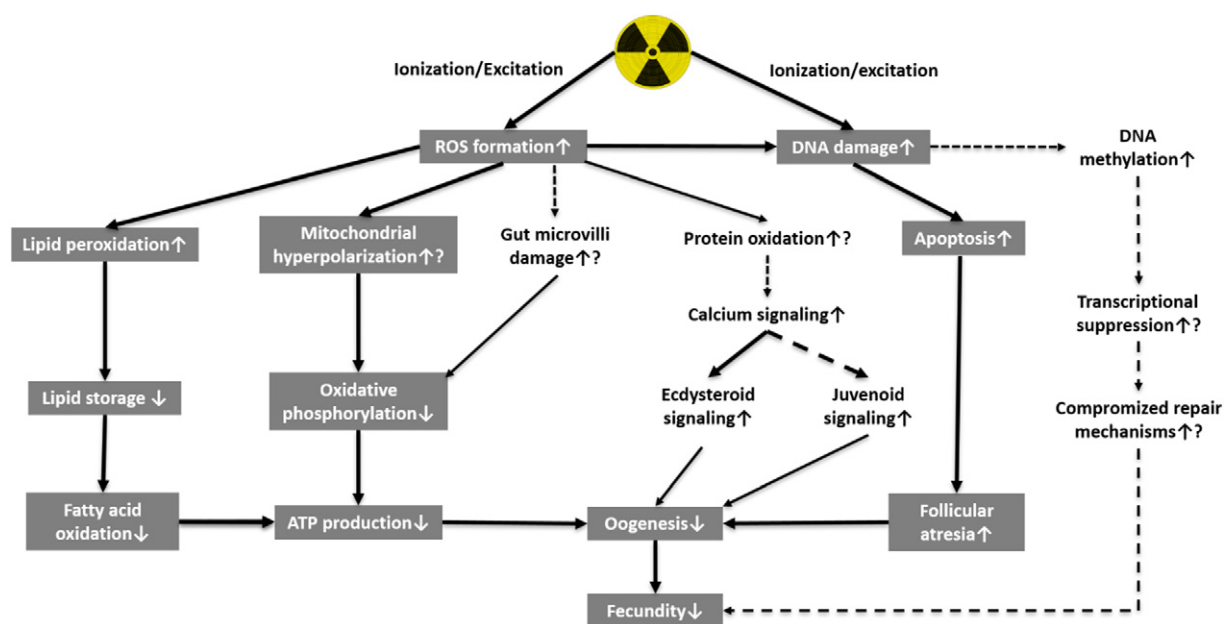 Ionization/Excitation
Ionization/excitation
ROS formation↑
DNA damage↑
DNA
methylation↑
Lipid peroxidation↑
Mitochondrial
hyperpolarization↑?
Gut microvilli
damage↑?
Protein oxidation↑?
Apoptosis↑
Calcium signaling↑
Transcriptional
suppression↑?
Lipid storage ↓
Oxidative
phosphorylation↓
Ecdysteroid
signaling↑
Juvenoid
signaling↑
Compromized repair
mechanisms↑?
Fatty acid
oxidation↓
ATP production↓
Oogenesis↓
Follicular
atresia↑
Fecundity↓